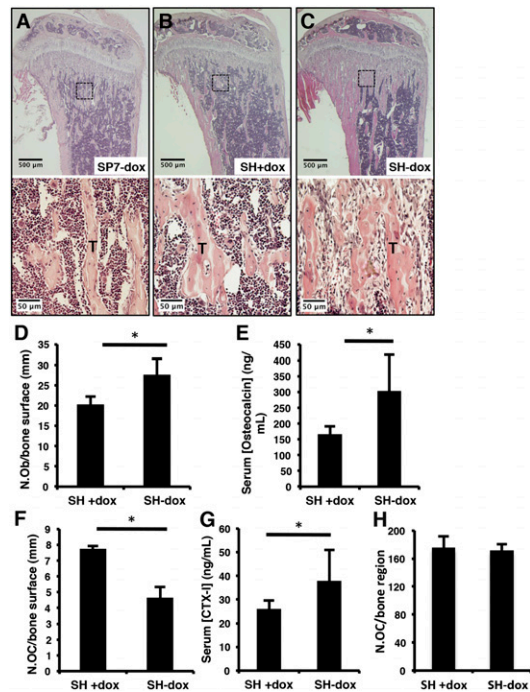 A
B
C
500 µm
SP7-dox
500 µm
SH+dox
500 µm
SH-dox
T
T
T
50 µm
50 µm
50 µm
D
*
N.Ob/bone surface (mm)
35
30
25
20
15
10
5
0
SH +dox
SH-dox
E
*
Serum [Osteocalcin] (ng/
mL)
450
400
350
300
250
200
150
100
50
0
SH +dox
SH-dox
F
*
N.OC/bone surface (mm)
9
8
7
6
5
4
3
2
1
0
SH +dox
SH-dox
G
*
Serum [CTX-I] (ng/mL)
60
50
40
30
20
10
0
SH +dox
SH-dox
H
N.OC/bone region
200
160
120
80
40
0
SH +dox
SH-dox